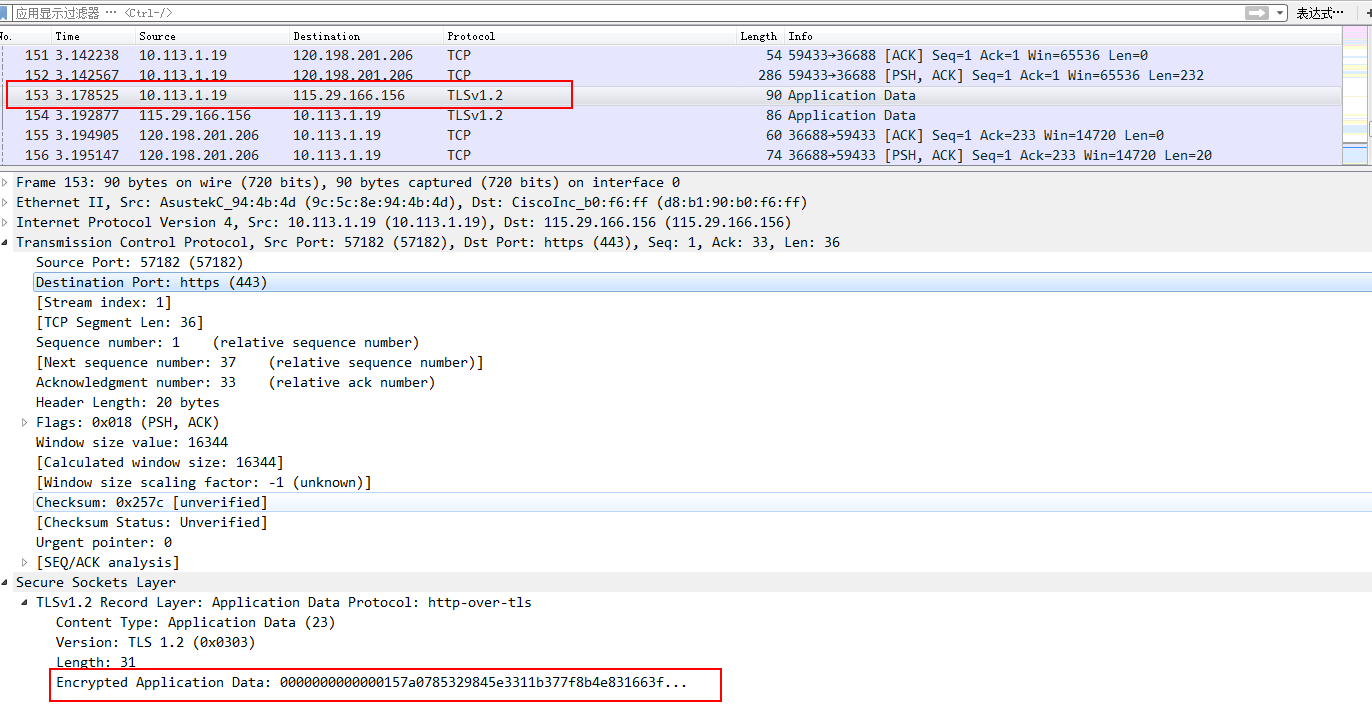 应用显示过滤器 … <Ctrl-/> 表达式… +
No. Time Source Destination Protocol Length Info
151 3.142238 10.113.1.19 120.198.201.206 TCP 54 59433→36688 [ACK] Seq=1 Ack=1 Win=65536 Len=0
152 3.142567 10.113.1.19 120.198.201.206 TCP 286 59433→36688 [PSH, ACK] Seq=1 Ack=1 Win=65536 Len=232
153 3.178525 10.113.1.19 115.29.166.156 TLSv1.2 90 Application Data
154 3.192877 115.29.166.156 10.113.1.19 TLSv1.2 86 Application Data
155 3.194905 120.198.201.206 10.113.1.19 TCP 60 36688→59433 [ACK] Seq=1 Ack=233 Win=14720 Len=0
156 3.195147 120.198.201.206 10.113.1.19 TCP 74 36688→59433 [PSH, ACK] Seq=1 Ack=233 Win=14720 Len=20
Frame 153: 90 bytes on wire (720 bits), 90 bytes captured (720 bits) on interface 0
Ethernet II, Src: AsustekC_94:4b:4d (9c:5c:8e:94:4b:4d), Dst: CiscoInc_b0:f6:ff (d8:b1:90:b0:f6:ff)
Internet Protocol Version 4, Src: 10.113.1.19 (10.113.1.19), Dst: 115.29.166.156 (115.29.166.156)
Transmission Control Protocol, Src Port: 57182 (57182), Dst Port: https (443), Seq: 1, Ack: 33, Len: 36
Source Port: 57182 (57182)
Destination Port: https (443)
[Stream index: 1]
[TCP Segment Len: 36]
Sequence number: 1 (relative sequence number)
[Next sequence number: 37 (relative sequence number)]
Acknowledgment number: 33 (relative ack number)
Header Length: 20 bytes
Flags: 0x018 (PSH, ACK)
Window size value: 16344
[Calculated window size: 16344]
[Window size scaling factor: -1 (unknown)]
Checksum: 0x257c [unverified]
[Checksum Status: Unverified]
Urgent pointer: 0
[SEQ/ACK analysis]
Secure Sockets Layer
TLSv1.2 Record Layer: Application Data Protocol: http-over-tls
Content Type: Application Data (23)
Version: TLS 1.2 (0x0303)
Length: 31
Encrypted Application Data: 0000000000000157a0785329845e3311b377f8b4e831663f...